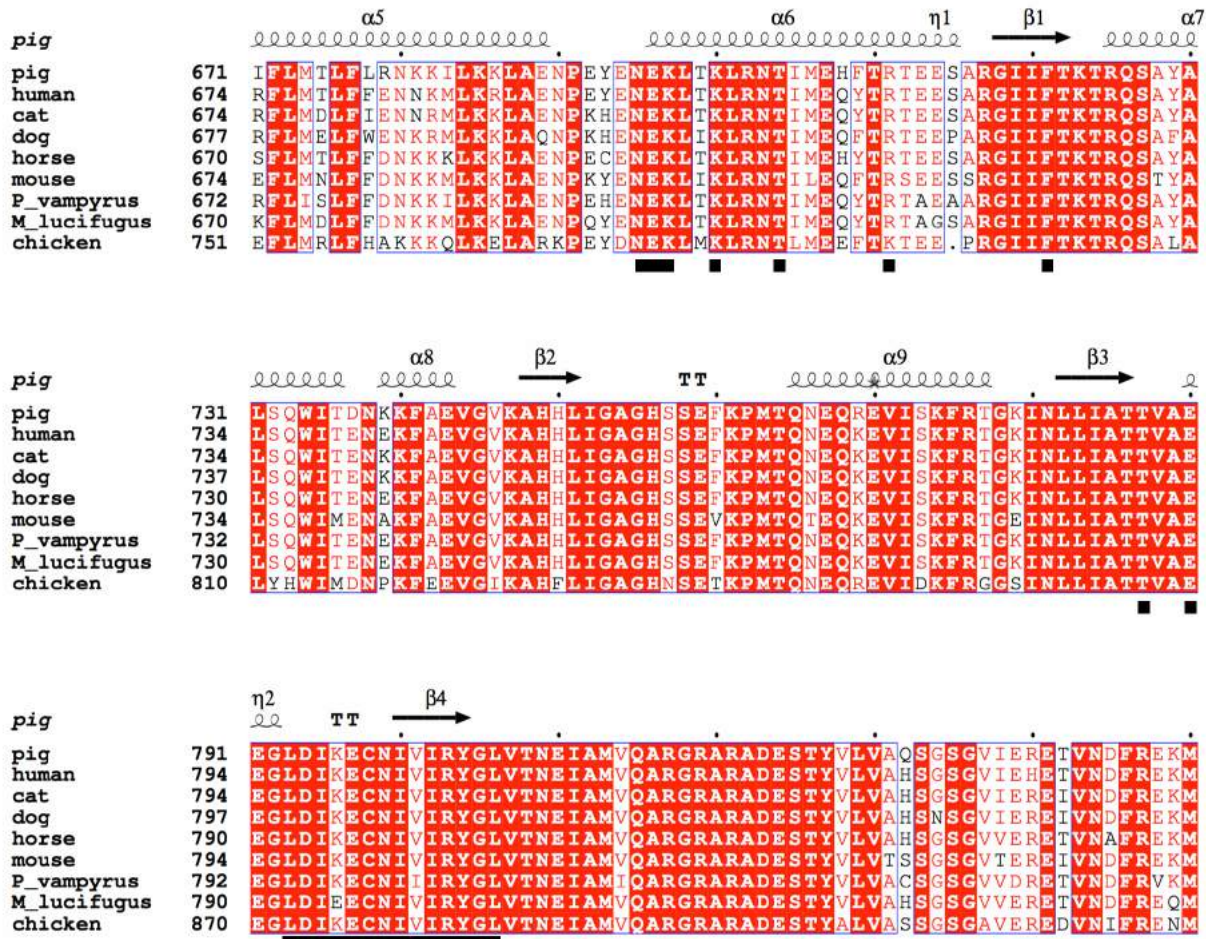 α5 α6 η1 β1 α7
pig
pig 671 IFLMTLFLRNKKILKKLAENPEYENEKLTKLRNTIMEHFTRTEESARGIIFTKTRQSAYA
human 674 RFLMTLFFENNKMLKRLAENPEYENEKLTKLRNTIMEQYTRTEESARGIIFTKTRQSAYA
cat 674 RFLMDLFIENNRMLKKLAENPKHENEKLTKLRNTIMEQYTRTEESARGIIFTKTRQSAYA
dog 677 RFLMELFWENKRMLKKLAQNPKHENEKLIKLRNTIMEQFTRTEEPARGIIFTKTRQSAFA
horse 670 SFLMTLFFDNKKKLKKLAENPECENEKLTKLRNTIMEHYTRTEESARGIIFTKTRQSAYA
mouse 674 EFLMNLFDNKKMLKKLAENPKYENEKLIKLRNTILEQFTRSEESSRGIIFTKTRQSTYA
P_vampyrus 672 RFLISLFFDNKKILKKLAENPEHENEKLTKLRNTIMEQYTRTAEAARGIIFTKTRQSAYA
M_lucifugus 670 KFLMDLFFDNKKMLKKLAENPQYENEKLTKLRNTIMEQYTRTAGSARGIIFTKTRQSAYA
chicken 751 EFLMRLFHAKKKQLKELARKPEYDNEKLMKLRNTLMEEFTKTEE.PRGIIFTKTRQSALA
α8 β2 TT α9 β3
pig
pig 731 LSQWITDNKKFAEVGVKAHHLIGAGHSSEFKPMTQNEQREVISKFRTGKINLLIATTVAE
human 734 LSQWITENEKFAEVGVKAHHLIGAGHSSEFKPMTQNEQKEVISKFRTGKINLLIATTVAE
cat 734 LSQWITENKKFAEVGVKAHHLIGAGHSSEFKPMTQNEQKEVISKFRTGKINLLIATTVAE
dog 737 LSQWITENKKFAEVGVKAHHLIGAGHSSEFKPMTQNEQKEVISKFRTGKINLLIATTVAE
horse 730 LSQWITENEKFAEVGVKAHHLIGAGHSSEFKPMTQNEQKEVISKFRTGKINLLIATTVAE
mouse 734 LSQWIMENAKFAEVGVKAHHLIGAGHSSEVKPMTQTEQKEVISKFRTGEINLLIATTVAE
P_vampyrus 732 LSQWITENEKFAEVGVKAHHLIGAGHSSEFKPMTQNEQKEVISKFRTGKINLLIATTVAE
M_lucifugus 730 LSQWITENEKFAEVGVKAHHLIGAGHSSEFKPMTQNEQKEVISKFRTGKINLLIATTVAE
chicken 810 LYHWIMDNPKFEEVGIKAHFLIGAGHNSETKPMTQNEQREVIDKFRGGSINLLIATTVAE
η2 TT β4
pig
pig 791 EGLDIKECNIVIRYGLVTNEIAMVQARGRARADESTYVLVAQSGSGVIERETVNDFREKM
human 794 EGLDIKECNIVIRYGLVTNEIAMVQARGRARADESTYVLVAHSGSGVIEHETVNDFREKM
cat 794 EGLDIKECNIVIRYGLVTNEIAMVQARGRARADESTYVLVAHSGSGVIEREIVNDFREKM
dog 797 EGLDIKECNIVIRYGLVTNEIAMVQARGRARADESTYVLVAHSNSGVIEREIVNDFREKM
horse 790 EGLDIKECNIVIRYGLVTNEIAMVQARGRARADESTYVLVAHSGSGVVERETVNAFREKM
mouse 794 EGLDIKECNIVIRYGLVTNEIAMVQARGRARADESTYVLVTSSGSGVTEREIVNDFREKM
P_vampyrus 792 EGLDIKECNIIIRYGLVTNEIAMIQARGRARADESTYVLVACSGSGVVDRETVNDFRVKM
M_lucifugus 790 EGLDIEECNIVIRYGLVTNEIAMVQARGRARADESTYVLVAHSGSGVVERETVNDFREQM
chicken 870 EGLDIKECNIVIRYGLVTNEIAMVQARGRARADESTYALVASSGSGAVEREDVNIFRENM